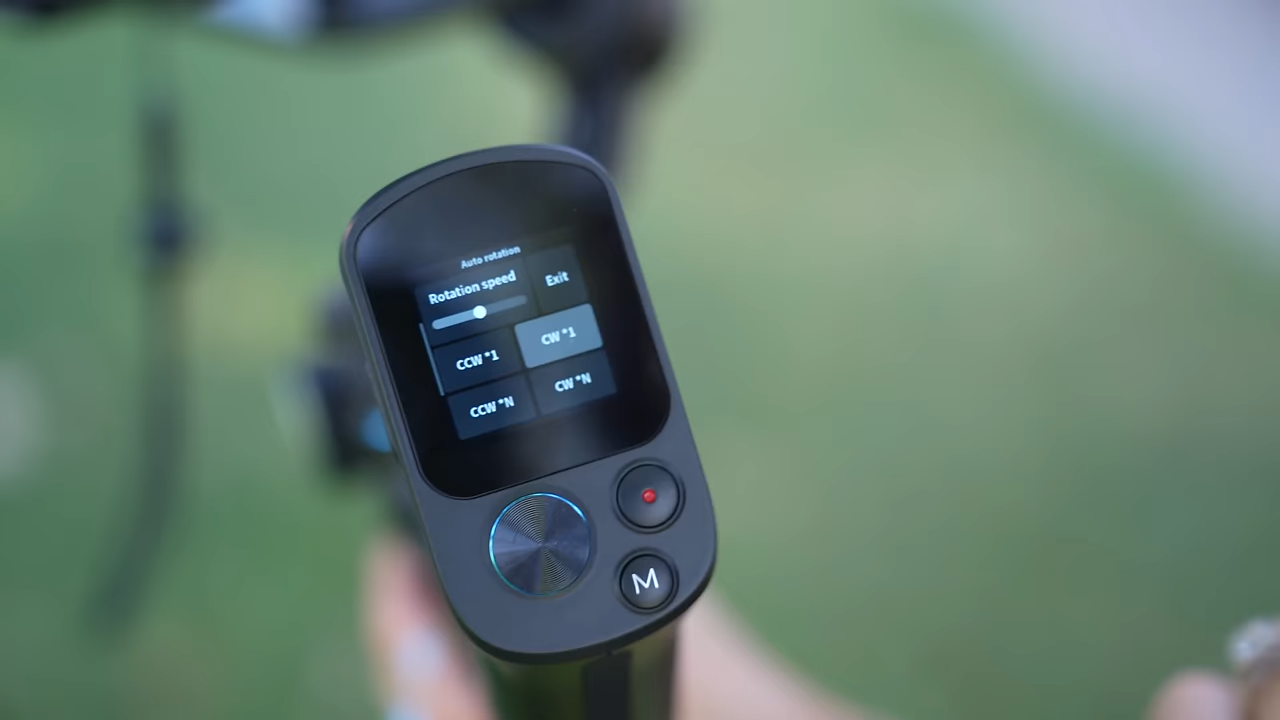 Auto rotation
Rotation speed
Exit
CCW *1
CW *1
CCW *N
CW *N
M